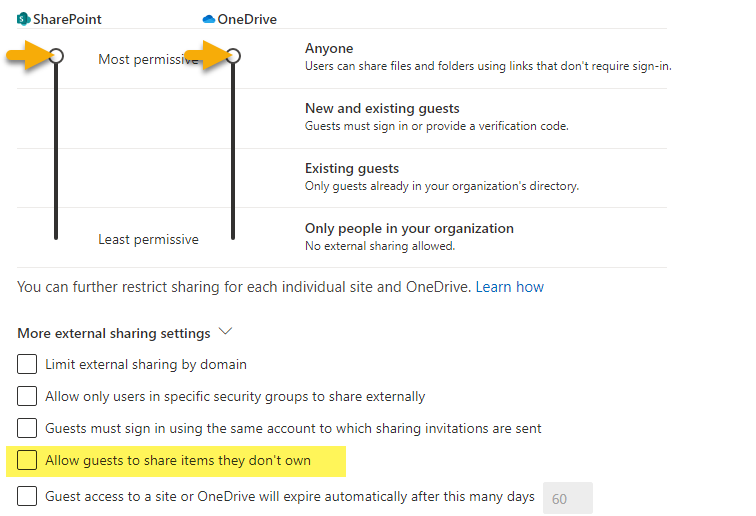 SharePoint OneDrive
Most permissive
Anyone
Users can share files and folders using links that don't require sign-in.
New and existing guests
Guests must sign in or provide a verification code.
Existing guests
Only guests already in your organization's directory.
Least permissive
Only people in your organization
No external sharing allowed.
You can further restrict sharing for each individual site and OneDrive. Learn how
More external sharing settings
Limit external sharing by domain
Allow only users in specific security groups to share externally
Guests must sign in using the same account to which sharing invitations are sent
Allow guests to share items they don't own
Guest access to a site or OneDrive will expire automatically after this many days 60